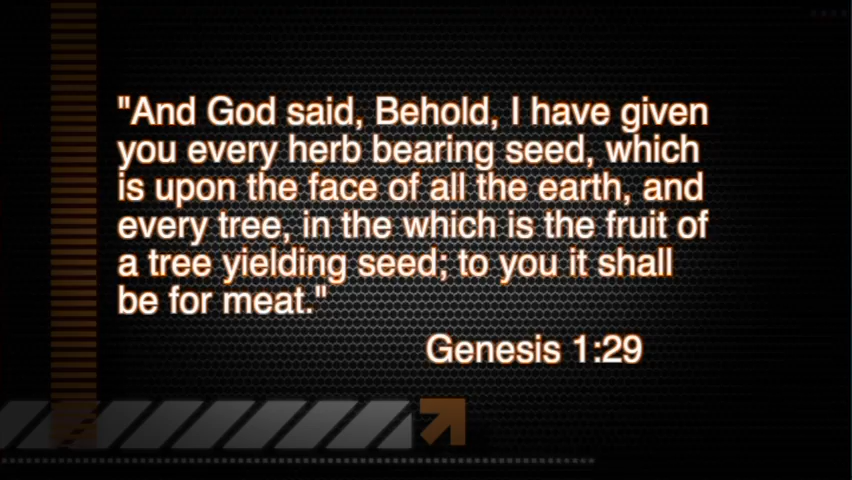 "And God said, Behold, I have given
you every herb bearing seed, which
is upon the face of all the earth, and
every tree, in the which is the fruit of
a tree yielding seed; to you it shall
be for meat."
Genesis 1:29